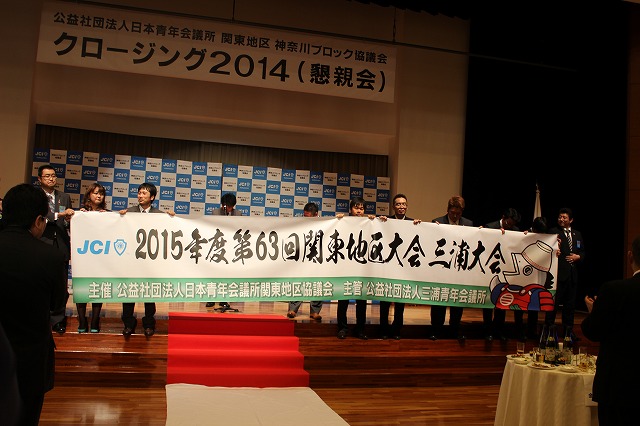 公益社団法人日本青年会議所 関東地区 神奈川ブロック協議会
クロージング2014(懇親会)
JCI
2015年度第63回関東地区大会 三浦大会
主催 公益社団法人日本青年会議所関東地区協議会 主管 公益社団法人三浦青年会議所